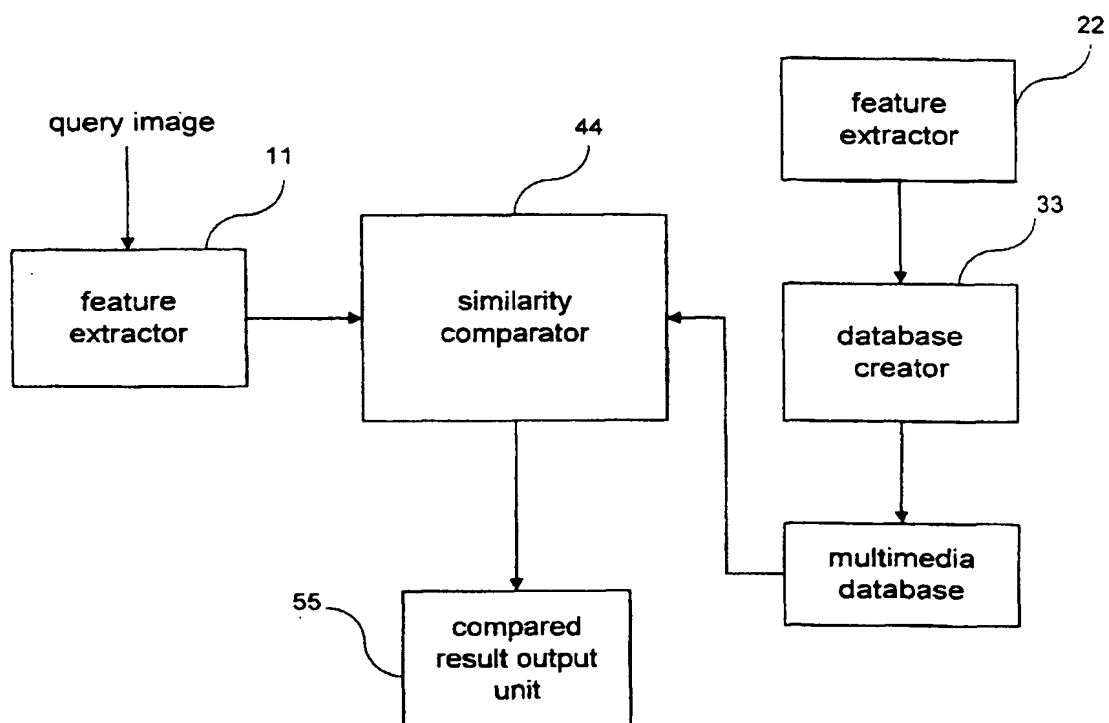 22
feature
extractor
query image
44
11
33
feature
extractor
similarity
comparator
database
creator
multimedia
database
55
compared
result output
unit